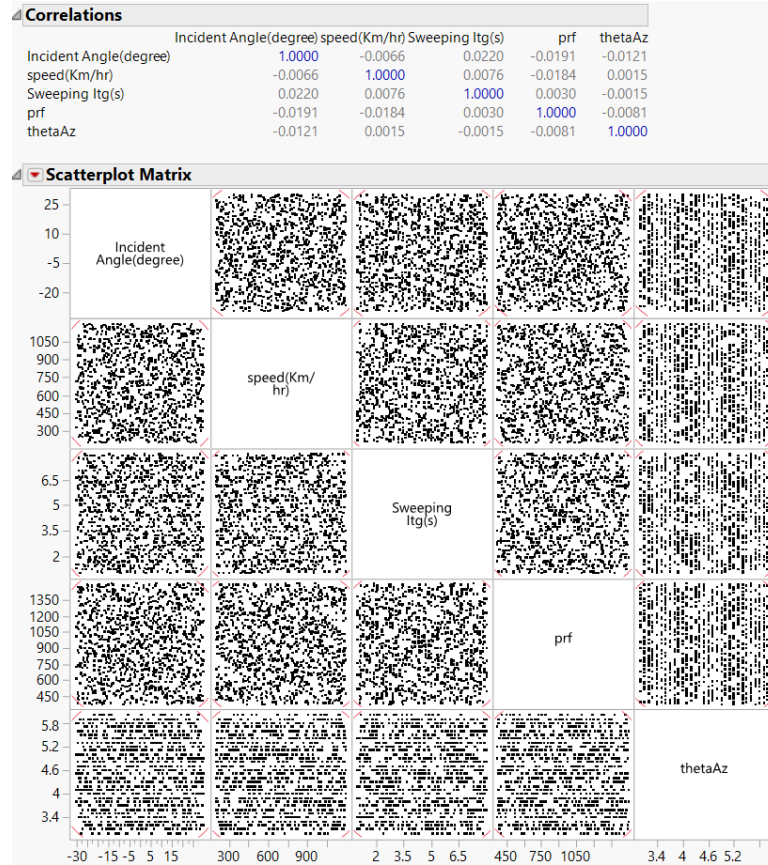 Correlations
Incident Angle(degree) speed(Km/hr) Sweeping Itg(s) prf thetaAz
Incident Angle(degree) 1.0000 -0.0066 0.0220 -0.0191 -0.0121
speed(Km/hr) -0.0066 1.0000 0.0076 -0.0184 0.0015
Sweeping Itg(s) 0.0220 0.0076 1.0000 0.0030 -0.0015
prf -0.0191 -0.0184 0.0030 1.0000 -0.0081
thetaAz -0.0121 0.0015 -0.0015 -0.0081 1.0000
Scatterplot Matrix
25
10
-5
-20
Incident
Angle(degree)
1050
900
750
600
450
300
speed(Km/
hr)
6.5
5
3.5
2
Sweeping
Itg(s)
1350
1200
1050
900
750
600
450
prf
5.8
5.2
4.6
4
3.4
thetaAz
-30 -15 -5 5 15 300 600 900 2 3.5 5 6.5 450 750 1050 3.4 4 4.6 5.2